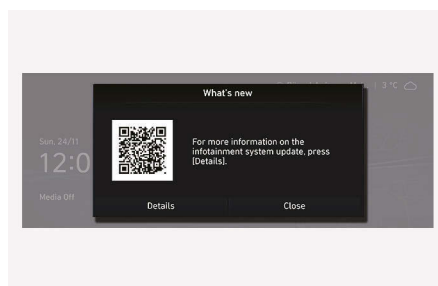 What's new
3 °C
Sun, 24/11
12:0
Media Off
For more information on the
infotainment system update, press
[Details].
Details
Close